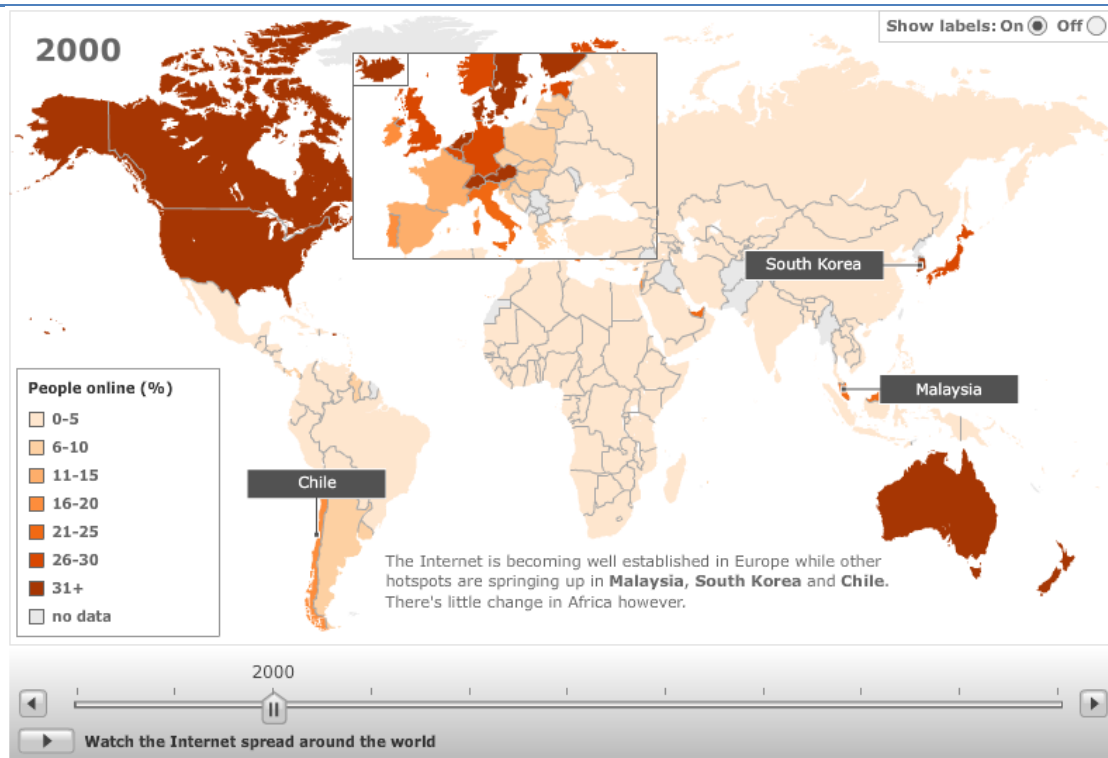 2000
Show labels: On Off
South Korea
Malaysia
Chile
People online (%)
0-5
6-10
11-15
16-20
21-25
26-30
31+
no data
The Internet is becoming well established in Europe while other
hotspots are springing up in Malaysia, South Korea and Chile.
There's little change in Africa however.
2000
Watch the Internet spread around the world